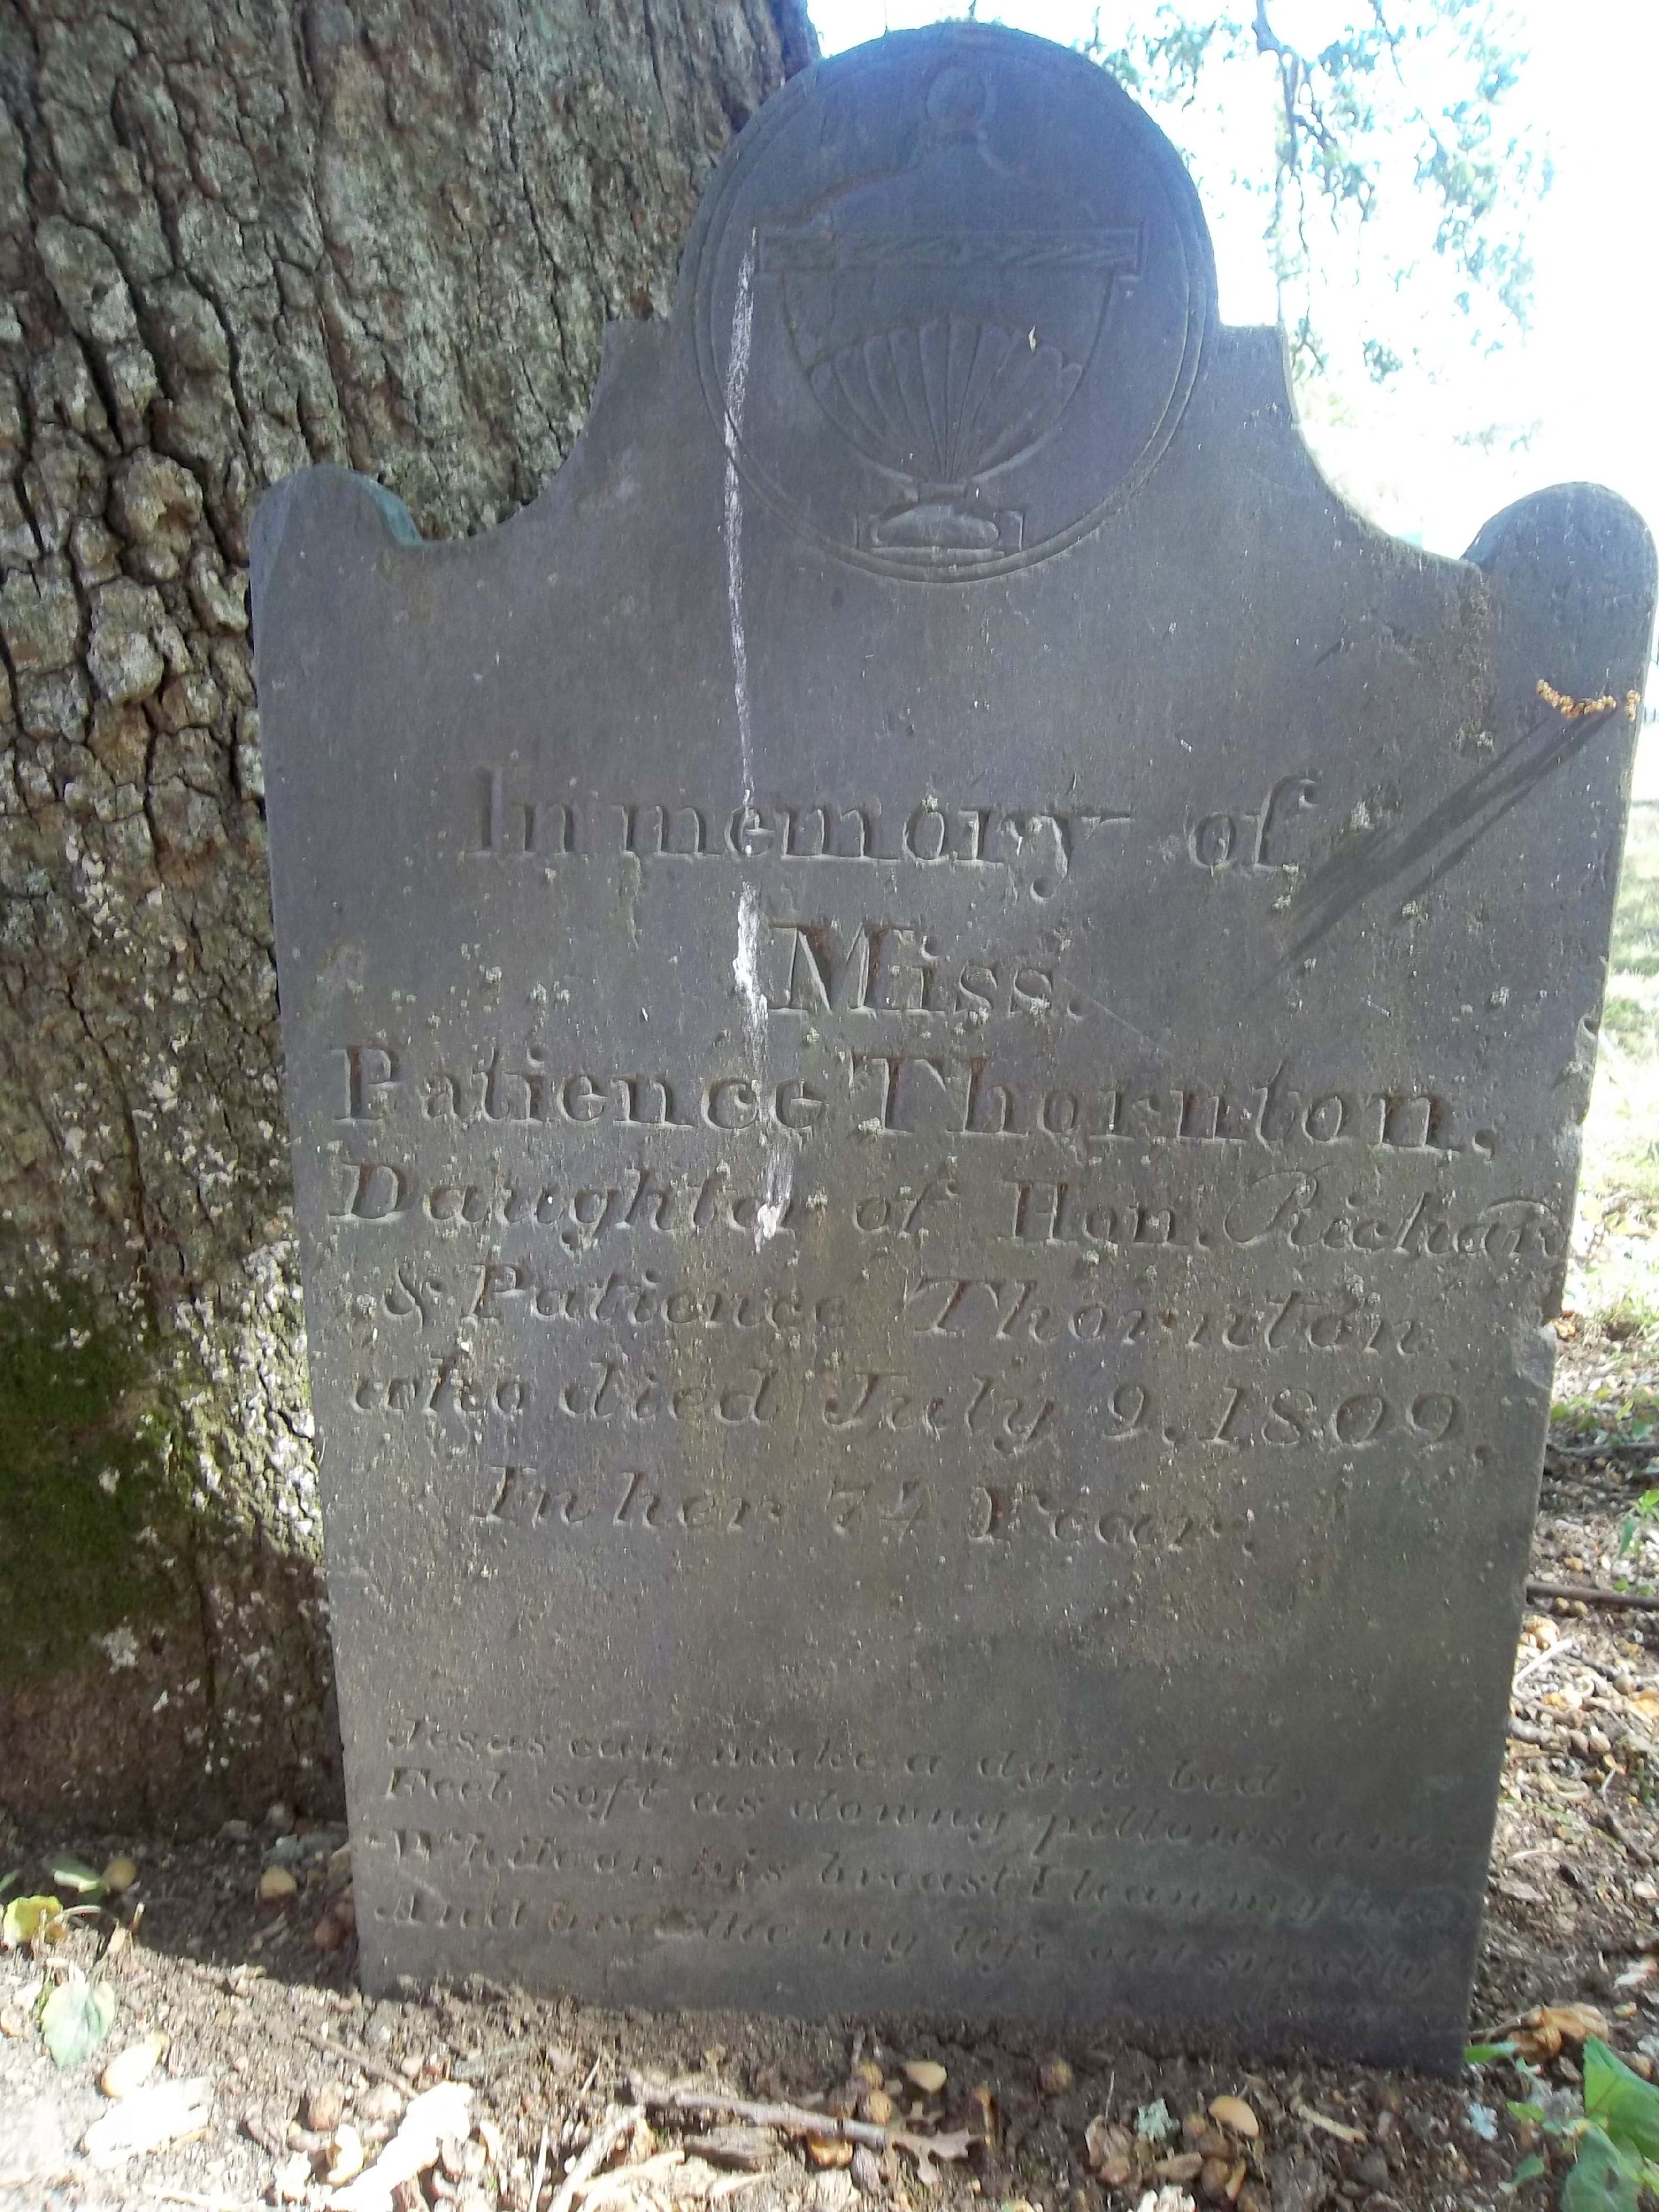 In memory of
Miss.
Patience Thornton,
Daughter of Hon. Richard
& Patience Thornton
who died July 9, 1809,
In her 74 Year.
Jesus can make a dyin bed,
Feel soft as downy pillows are
While on his breast I lean my head
And breathe my life out sweetly